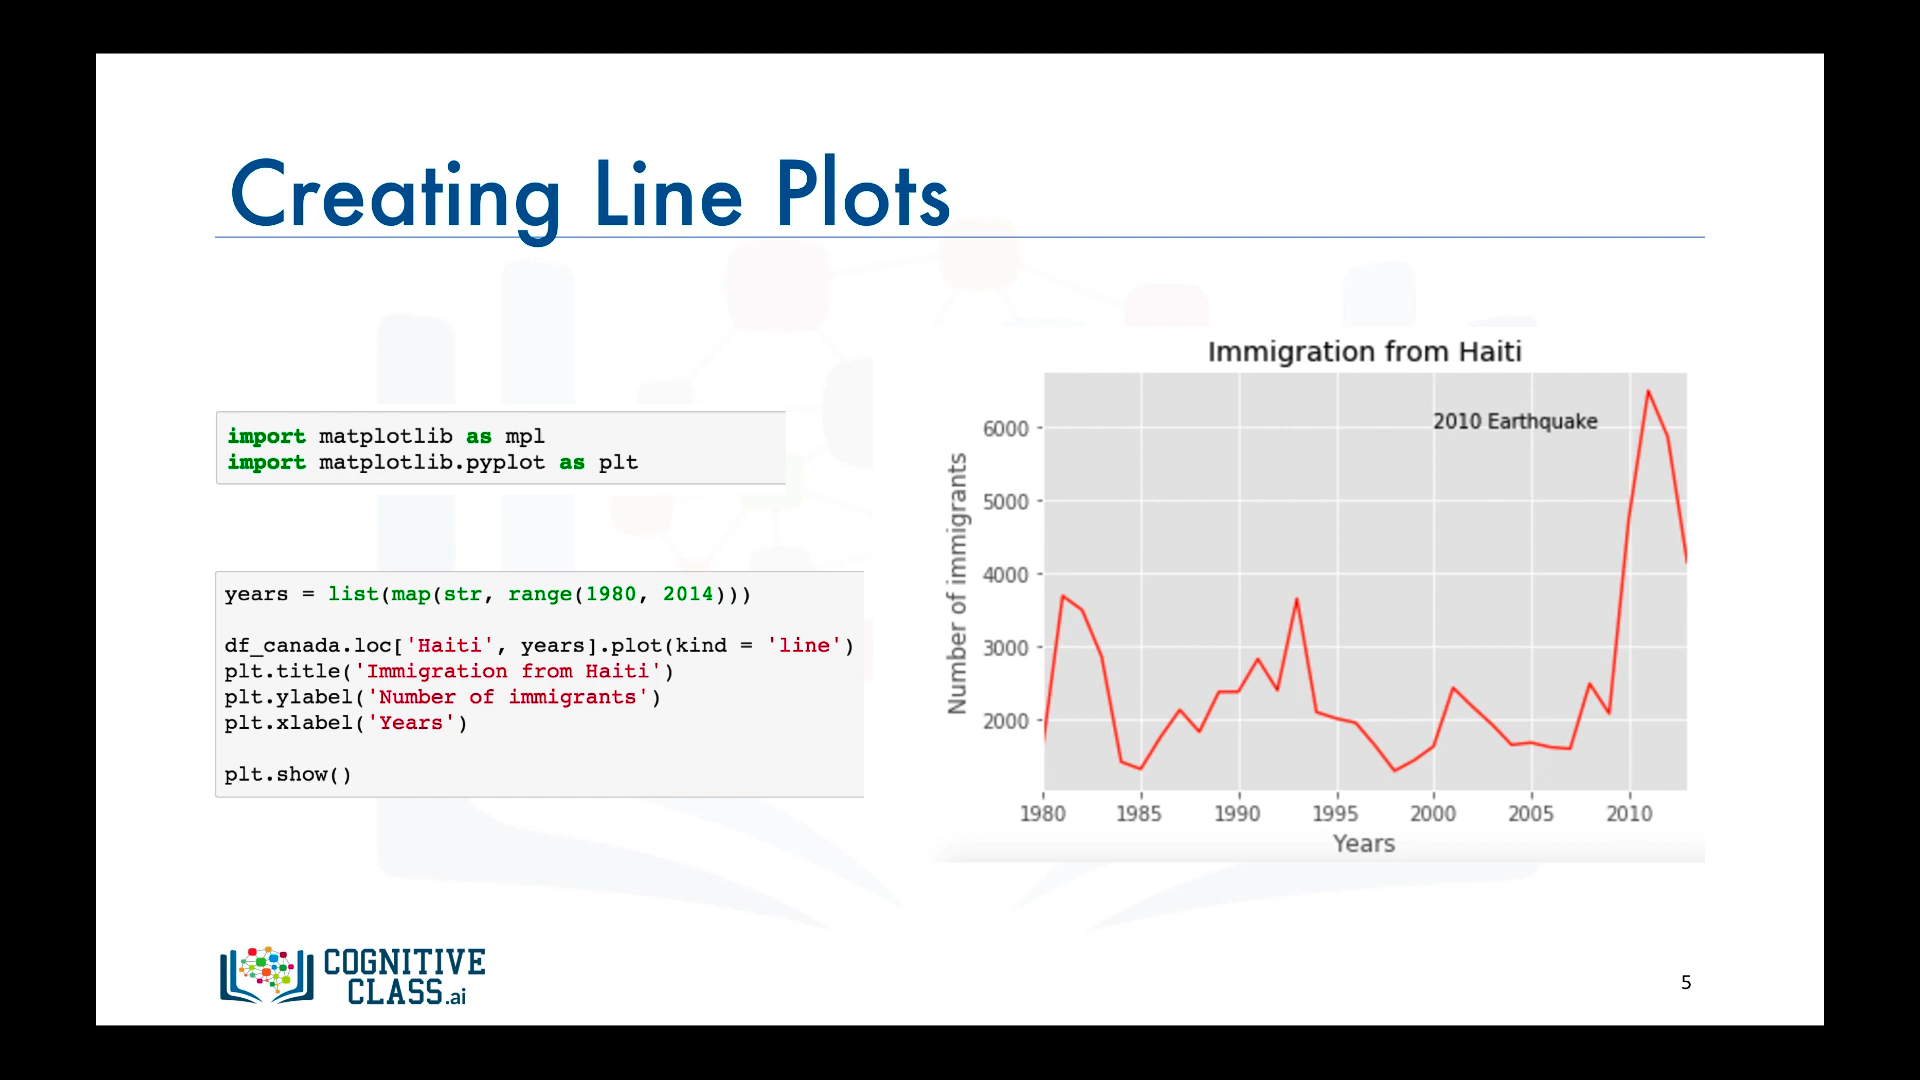 Creating Line Plots
import matplotlib as mpl
import matplotlib.pyplot as plt
years = list(map(str, range(1980, 2014)))
df_canada.loc['Haiti', years].plot(kind = 'line')
plt.title('Immigration from Haiti')
plt.ylabel('Number of immigrants')
plt.xlabel('Years')
plt.show()
Immigration from Haiti
2010 Earthquake
Number of immigrants
6000
5000
4000
3000
2000
1980 1985 1990 1995 2000 2005 2010
Years
COGNITIVE
CLASS.ai
5